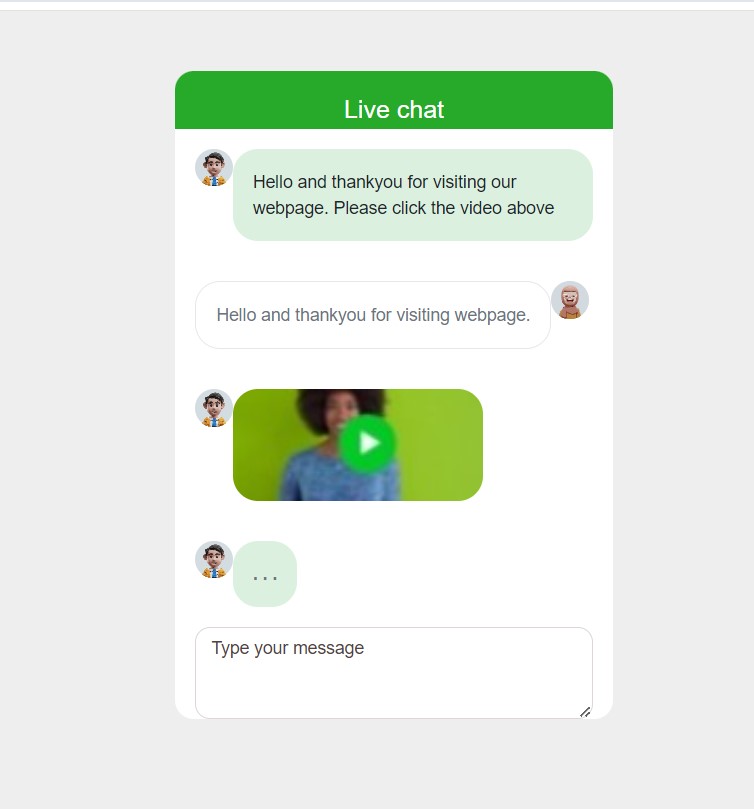 Live chat
Hello and thankyou for visiting our
webpage. Please click the video above
Hello and thankyou for visiting webpage.
...
Type your message